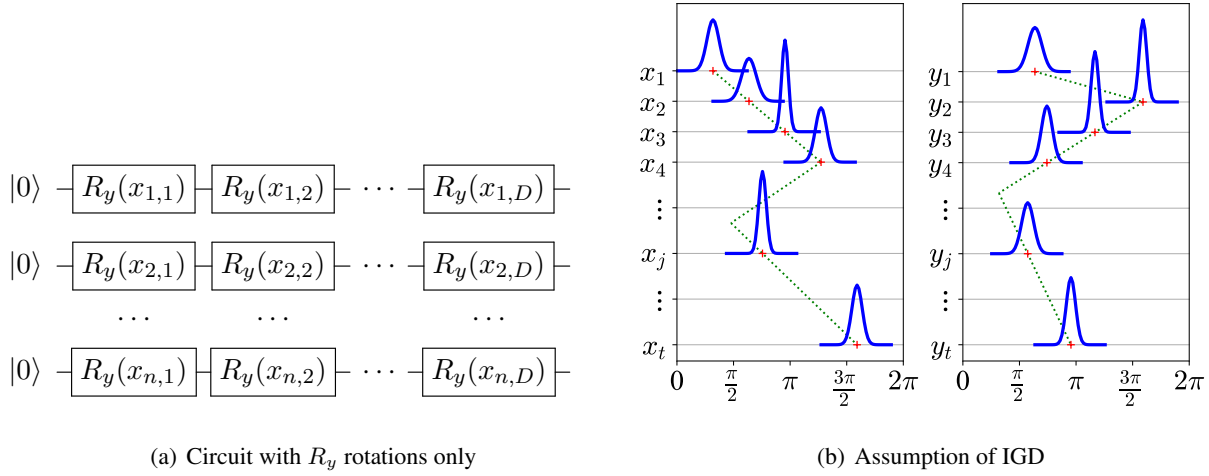 |0⟩ R_y(x_{1,1}) R_y(x_{1,2}) ⋯ R_y(x_{1,D})
|0⟩ R_y(x_{2,1}) R_y(x_{2,2}) ⋯ R_y(x_{2,D})
⋯ ⋯ ⋯
|0⟩ R_y(x_{n,1}) R_y(x_{n,2}) ⋯ R_y(x_{n,D})
(a) Circuit with R_y rotations only
x_1
x_2
x_3
x_4
⋮
x_j
⋮
x_t
0 π/2 π 3π/2 2π
y_1
y_2
y_3
y_4
⋮
y_j
⋮
y_t
0 π/2 π 3π/2 2π
(b) Assumption of IGD